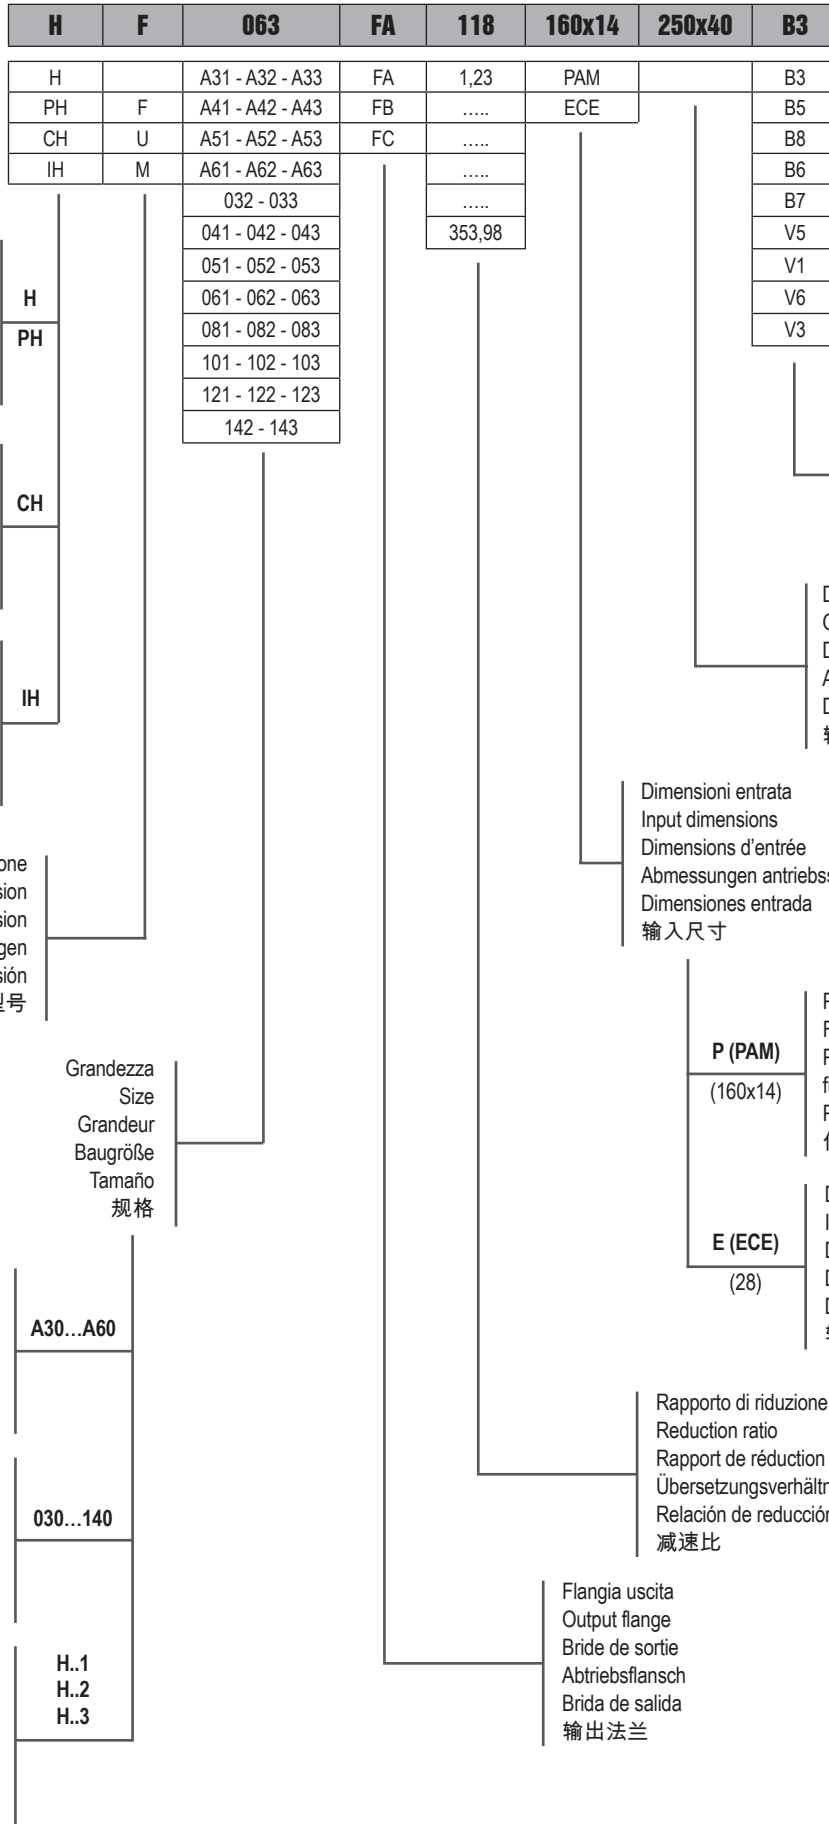 H F 063 FA 118 160x14 250x40 B3
H A31 - A32 - A33 FA 1,23 PAM B3
PH F A41 - A42 - A43 FB ..... ECE B5
CH U A51 - A52 - A53 FC ..... B8
IH M A61 - A62 - A63 ..... B6
032 - 033 ..... B7
041 - 042 - 043 353,98 V5
051 - 052 - 053 V1
061 - 062 - 063 V6
081 - 082 - 083 V3
101 - 102 - 103
121 - 122 - 123
142 - 143
H
PH
CH
IH
Dimensioni entrata
Input dimensions
Dimensions d'entrée
Abmessungen
Dimensiones entrada
输入尺寸
P (PAM)
(160x14)
E (ECE)
(28)
Grandezza
Size
Grandeur
Baugröße
Tamaño
规格
A30...A60
030...140
H..1
H..2
H..3
Rapporto di riduzione
Reduction ratio
Rapport de réduction
Relación de reducción
减速比
Flangia uscita
Output flange
Bride de sortie
Abtriebsflansch
Brida de salida
输出法兰